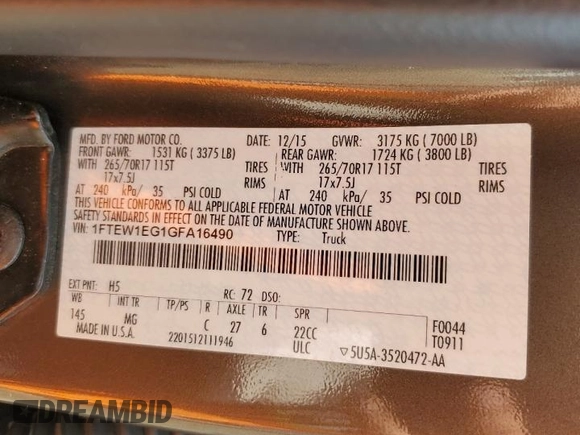 MFD. BY FORD MOTOR CO. DATE: 12/15 GVWR: 3175 KG ( 7000 LB)
FRONT GAWR: 1531 KG ( 3375 LB) REAR GAWR: 1724 KG ( 3800 LB)
WITH 265/70R17 115T TIRES WITH 265/70R17 115T TIRES
17x7.5J RIMS 17x7.5J RIMS
AT 240 kPa/ 35 PSI COLD AT 240 kPa/ 35 PSI COLD
THIS VEHICLE CONFORMS TO ALL APPLICABLE FEDERAL MOTOR VEHICLE
SAFETY STANDARDS IN EFFECT ON THE DATE OF MANUFACTURE SHOWN ABOVE.
VIN: 1FTEW1EG1GFA16490 TYPE: Truck
EXT PNT: H5 RC: 72 DSO:
WB INT TR TP/PS R AXLE TR SPR
145 MG C 27 6 22CC F0044
MADE IN U.S.A. 2201512111946 ULC ▽5U5A-3520472-AA T0911
DREAMBID